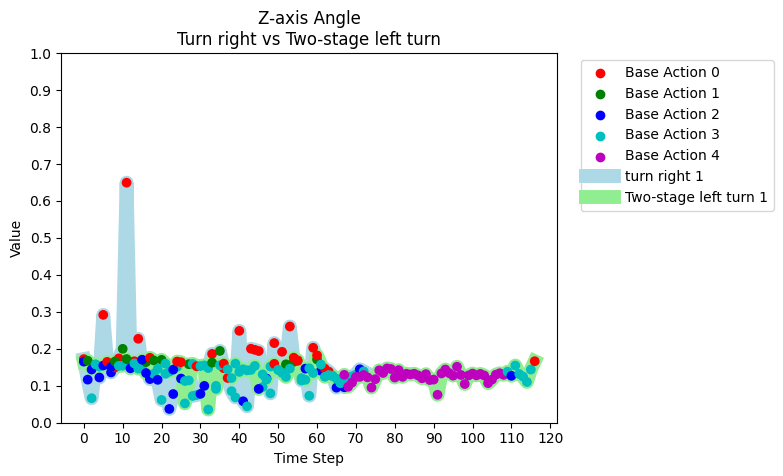 Z-axis Angle
Turn right vs Two-stage left turn
1.0
0.9
0.8
0.7
0.6
0.5
0.4
0.3
0.2
0.1
0.0
Value
0 10 20 30 40 50 60 70 80 90 100 110 120
Time Step
Base Action 0
Base Action 1
Base Action 2
Base Action 3
Base Action 4
turn right 1
Two-stage left turn 1